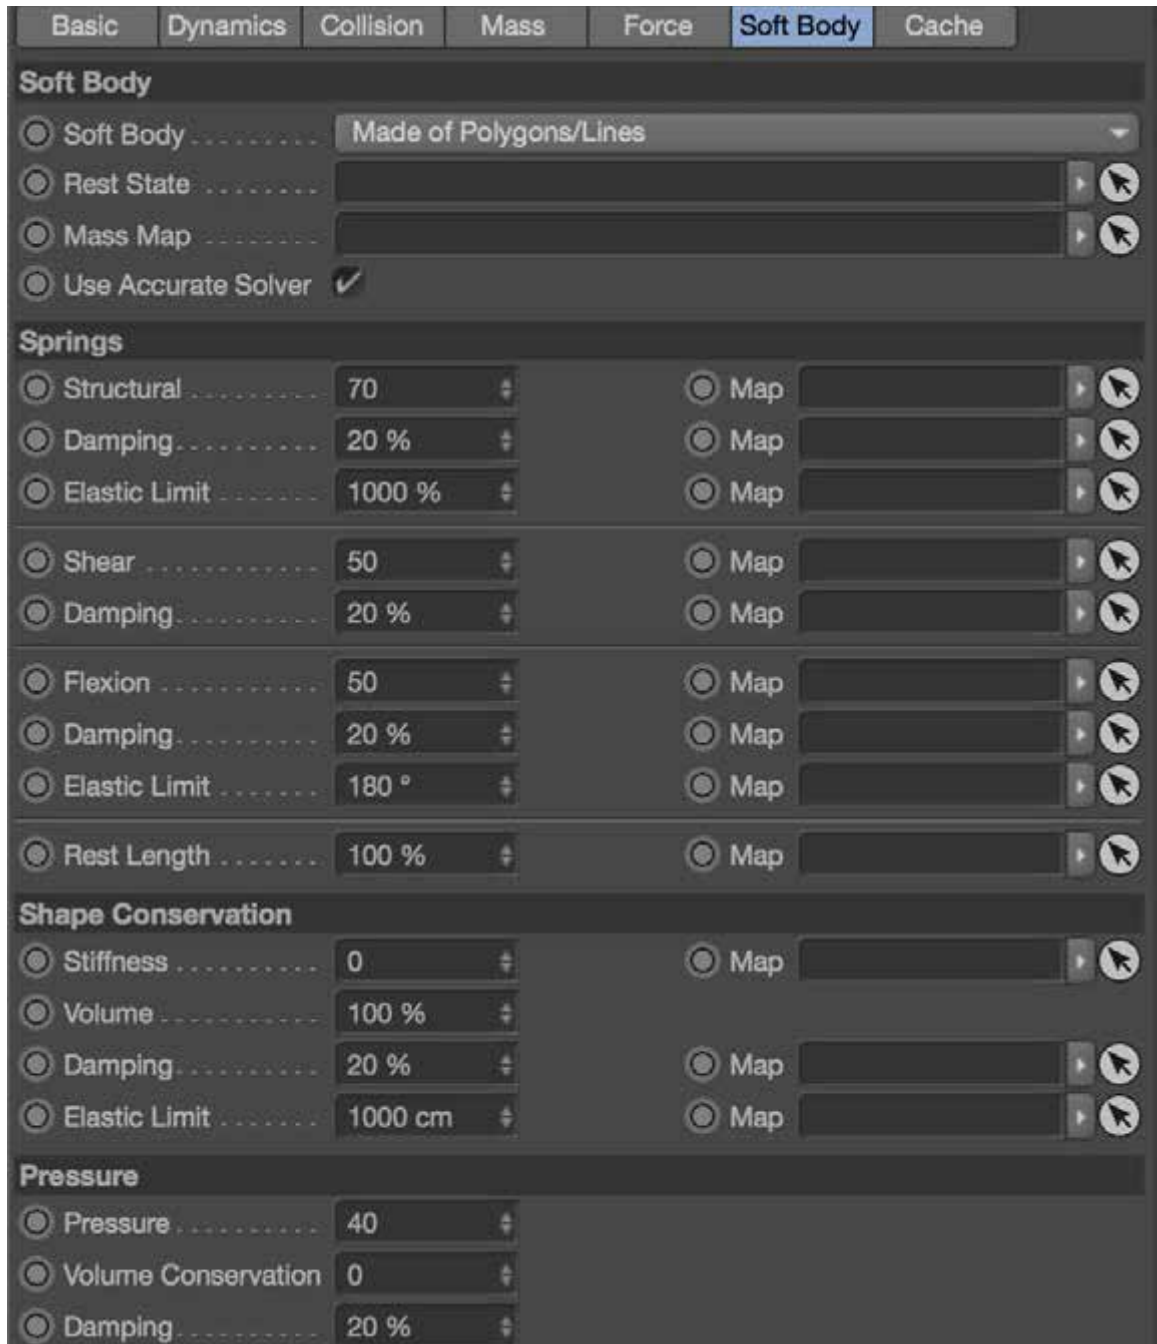 Basic Dynamics Collision Mass Force Soft Body Cache
Soft Body
Soft Body Made of Polygons/Lines
Rest State
Mass Map
Use Accurate Solver
Springs
Structural 70 Map
Damping 20 % Map
Elastic Limit 1000 % Map
Shear 50 Map
Damping 20 % Map
Flexion 50 Map
Damping 20 % Map
Elastic Limit 180 ° Map
Rest Length 100 % Map
Shape Conservation
Stiffness 0 Map
Volume 100 %
Damping 20 % Map
Elastic Limit 1000 cm Map
Pressure
Pressure 40
Volume Conservation 0
Damping 20 %